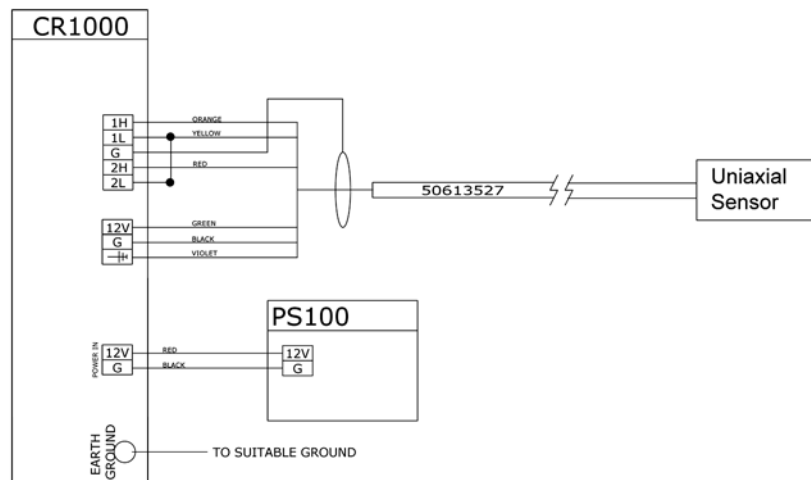 CR1000
1H ORANGE
1L YELLOW
G
2H RED
2L
50613527
Uniaxial
Sensor
12V GREEN
G BLACK
VIOLET
PS100
POWER IN
12V RED 12V
G BLACK G
EARTH
GROUND
TO SUITABLE GROUND